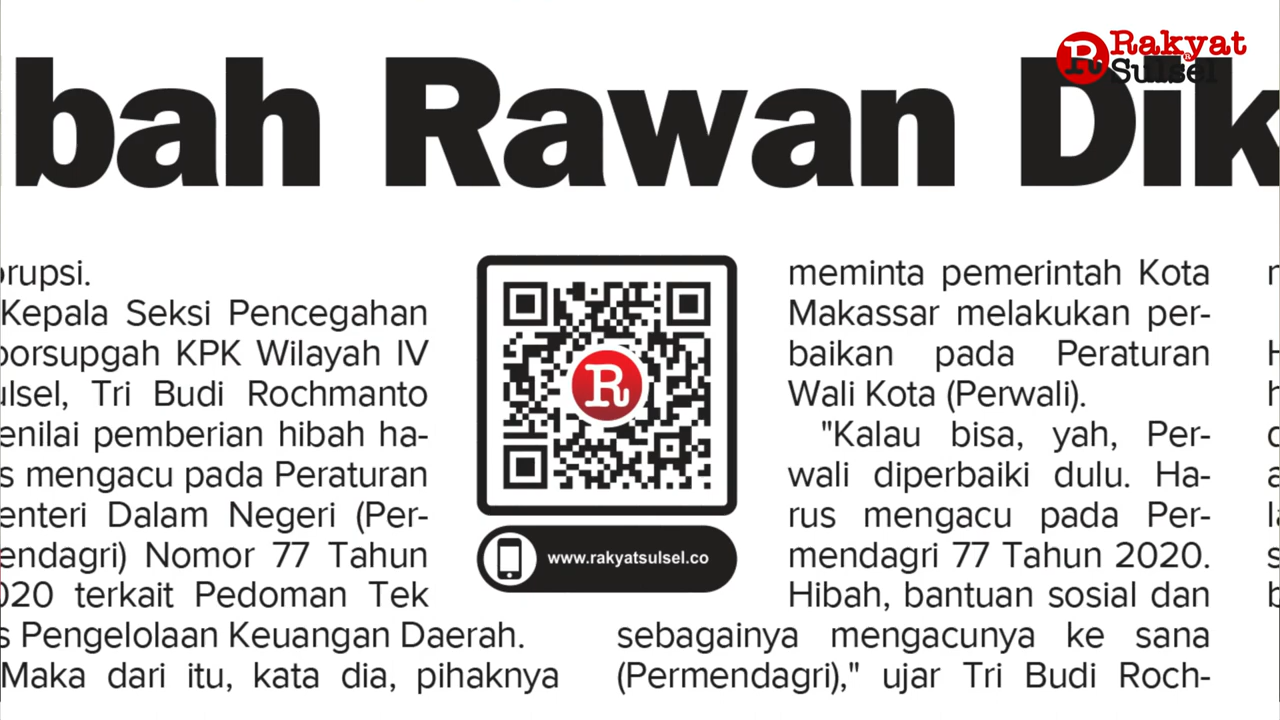 Rakyat
Sulsel
bah Rawan Dik
orupsi.
Kepala Seksi Pencegahan
orsupgah KPK Wilayah IV
ulsel, Tri Budi Rochmanto
enilai pemberian hibah ha-
s mengacu pada Peraturan
enteri Dalam Negeri (Per-
endagri) Nomor 77 Tahun
020 terkait Pedoman Tek
s Pengelolaan Keuangan Daerah.
Maka dari itu, kata dia, pihaknya
R
www.rakyatsulsel.co
meminta pemerintah Kota
Makassar melakukan per-
baikan pada Peraturan
Wali Kota (Perwali).
"Kalau bisa, yah, Per-
wali diperbaiki dulu. Ha-
rus mengacu pada Per-
mendagri 77 Tahun 2020.
Hibah, bantuan sosial dan
sebagainya mengacunya ke sana
(Permendagri)," ujar Tri Budi Roch-